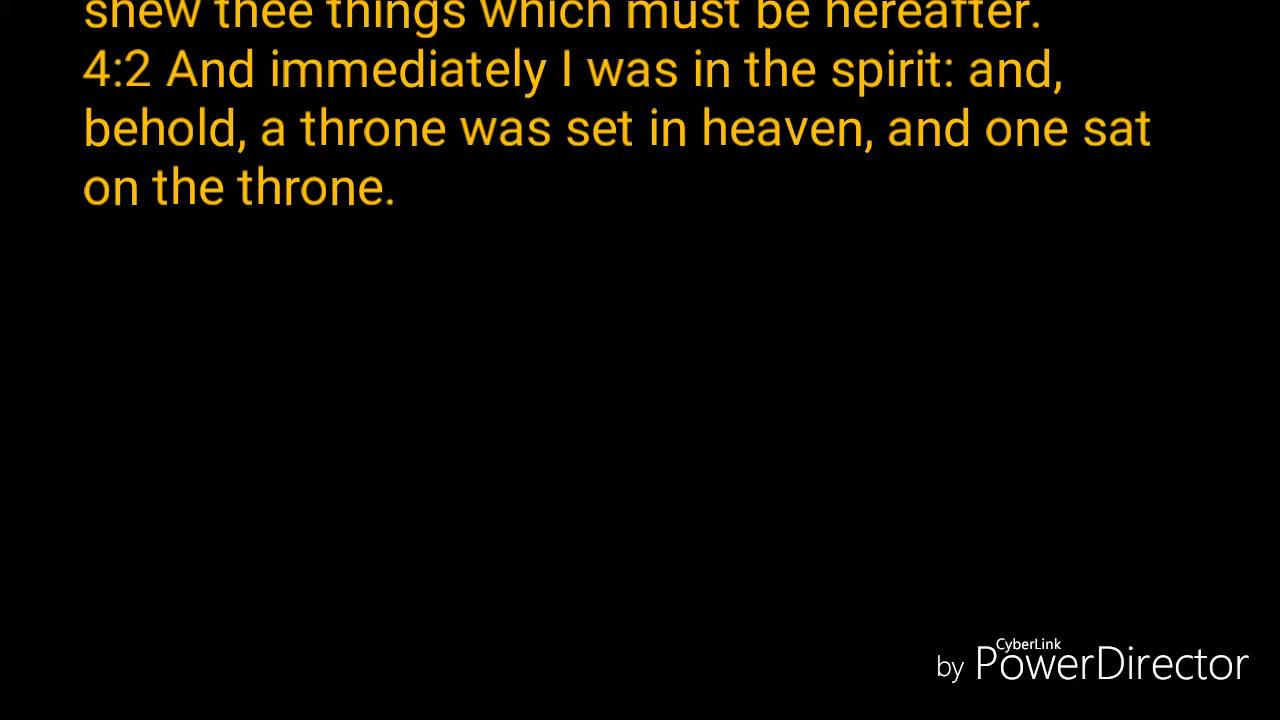 shew thee things which must be hereafter.
4:2 And immediately I was in the spirit: and,
behold, a throne was set in heaven, and one sat
on the throne.
CyberLink
by PowerDirector